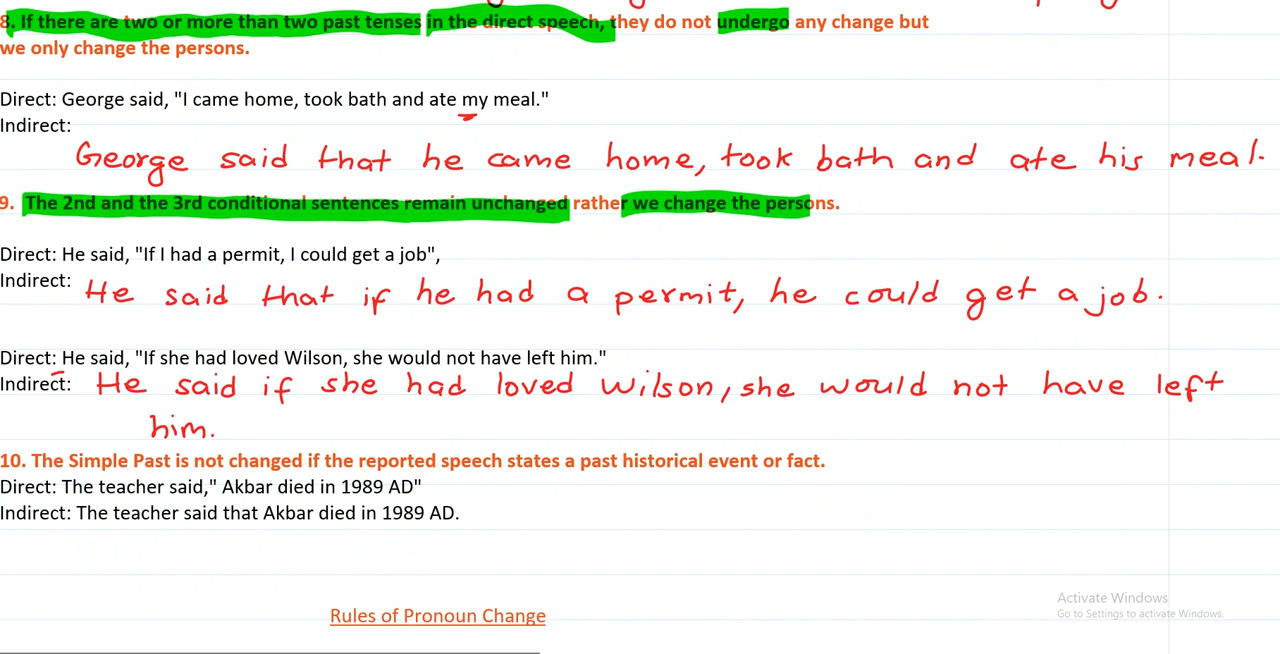 8. If there are two or more than two past tenses in the direct speech, they do not undergo any change but
we only change the persons.
Direct: George said, "I came home, took bath and ate my meal."
Indirect:
George said that he came home, took bath and ate his meal.
9. The 2nd and the 3rd conditional sentences remain unchanged rather we change the persons.
Direct: He said, "If I had a permit, I could get a job",
Indirect: He said that if he had a permit, he could get a job.
Direct: He said, "If she had loved Wilson, she would not have left him."
Indirect: He said if she had loved Wilson, she would not have left
him.
10. The Simple Past is not changed if the reported speech states a past historical event or fact.
Direct: The teacher said," Akbar died in 1989 AD"
Indirect: The teacher said that Akbar died in 1989 AD.
Activate Windows
Go to Settings to activate Windows.
Rules of Pronoun Change